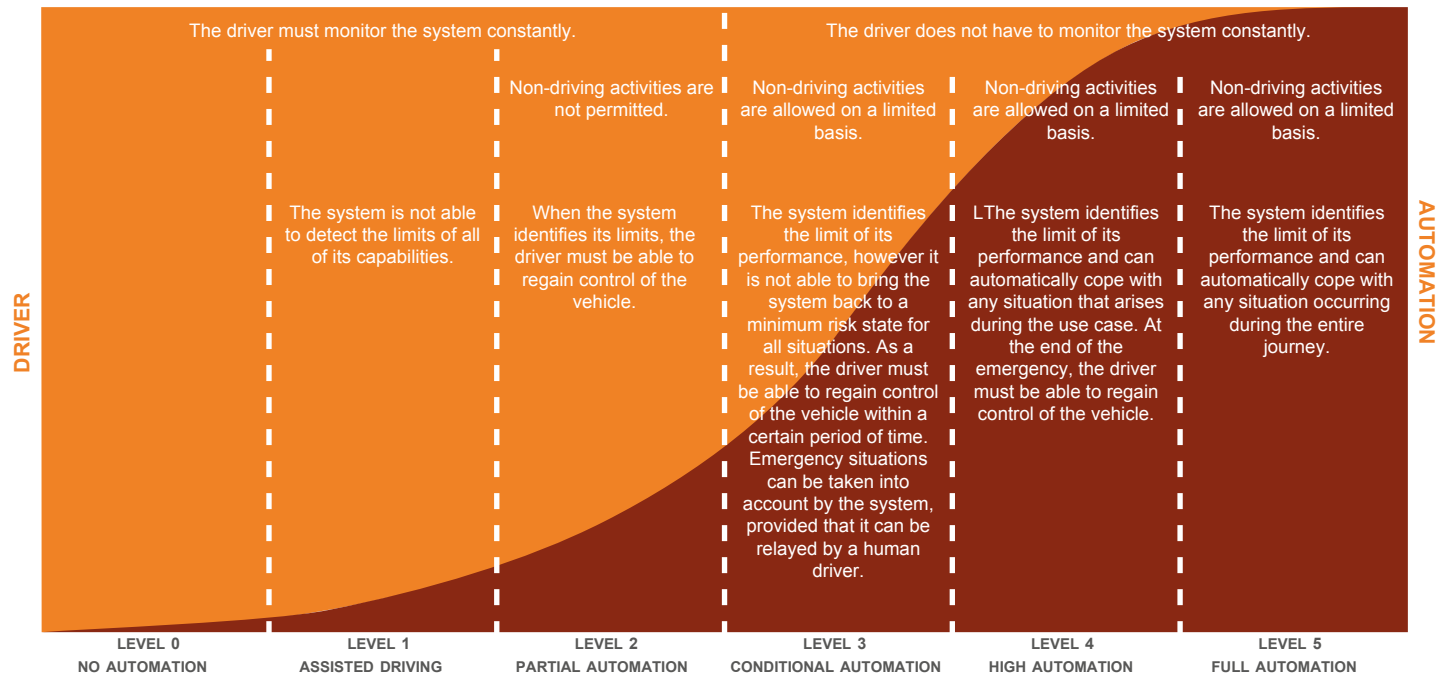 The driver must monitor the system constantly.
The driver does not have to monitor the system constantly.
Non-driving activities are
not permitted.
Non-driving activities
are allowed on a limited
basis.
Non-driving activities
are allowed on a limited
basis.
Non-driving activities
are allowed on a limited
basis.
The system is not able
to detect the limits of all
of its capabilities.
When the system
identifies its limits, the
driver must be able to
regain control of the
vehicle.
The system identifies
the limit of its
performance, however it
is not able to bring the
system back to a
minimum risk state for
all situations. As a
result, the driver must
be able to regain control
of the vehicle within a
certain period of time.
Emergency situations
can be taken into
account by the system,
provided that it can be
relayed by a human
driver.
LThe system identifies
the limit of its
performance and can
automatically cope with
any situation that arises
during the use case. At
the end of the
emergency, the driver
must be able to regain
control of the vehicle.
The system identifies
the limit of its
performance and can
automatically cope with
any situation occurring
during the entire
journey.
DRIVER
AUTOMATION
LEVEL 0
NO AUTOMATION
LEVEL 1
ASSISTED DRIVING
LEVEL 2
PARTIAL AUTOMATION
LEVEL 3
CONDITIONAL AUTOMATION
LEVEL 4
HIGH AUTOMATION
LEVEL 5
FULL AUTOMATION